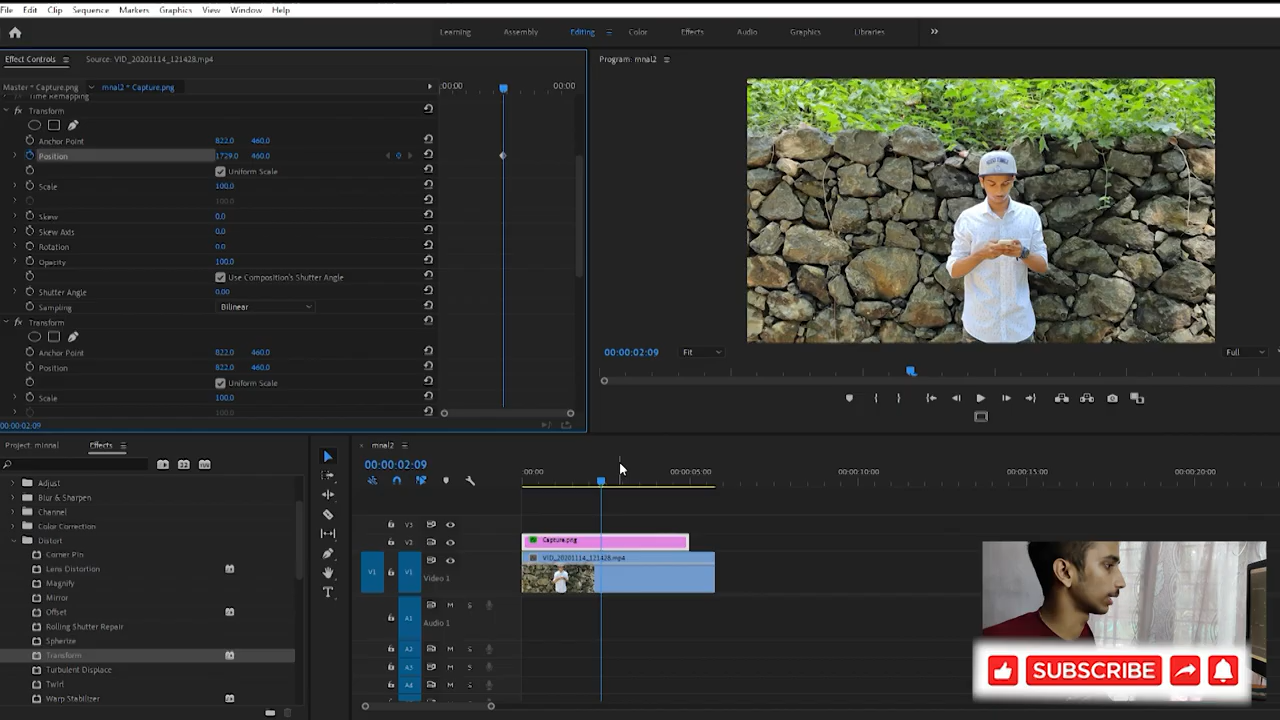 File Edit Clip Sequence Markers Graphics View Window Help
Learning Assembly Editing Color Effects Audio Graphics Libraries
Effect Controls Source: VID_20201114_121428.mp4
Program: mnal2
Master * Capture.png mnal2 * Capture.png :00:00 00:00
Time Remapping
fx Transform
Anchor Point 822.0 460.0
Position 1729.0 460.0
Uniform Scale
Scale 100.0
100.0
Skew 0.0
Skew Axis 0.0
Rotation 0.0
Opacity 100.0
Use Composition's Shutter Angle
Shutter Angle 0.00
Sampling Bilinear
fx Transform
Anchor Point 822.0 460.0
Position 822.0 460.0
Uniform Scale
Scale 100.0
100.0
00:00:02:09
00:00:02:09 Fit Full
Project: minnal Effects
Adjust
Blur & Sharpen
Channel
Color Correction
Distort
Corner Pin
Lens Distortion
Magnify
Mirror
Offset
Rolling Shutter Repair
Spherize
Transform
Turbulent Displace
Twirl
Warp Stabilizer
mnal2
00:00:02:09 :00:00 00:00:05:00 00:00:10:00 00:00:15:00 00:00:20:00
V3
V2 Capture.png
V1 V1 Video 1 VID_20201114_121428.mp4
A1 M S Audio 1
A2 M S
A3 M S
A4 M S
SUBSCRIBE